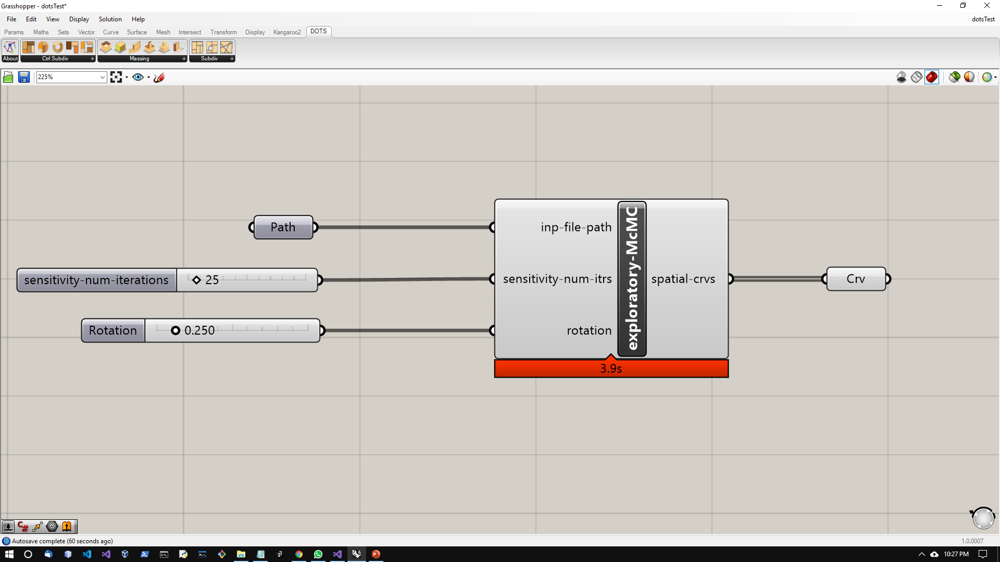 Grasshopper - dotsTest*
File Edit View Display Solution Help dotsTest
Params Maths Sets Vector Curve Surface Mesh Intersect Transform Display Kangaroo2 DOTS
About Ctrl Subdiv + Massing + Subdiv +
225%
Path
sensitivity-num-iterations 25
Rotation 0.250
inp-file-path
sensitivity-num-itrs
rotation
exploratory-McMC
spatial-crvs
3.9s
Crv
C#
Autosave complete (60 seconds ago) 1.0.0007
10:27 PM